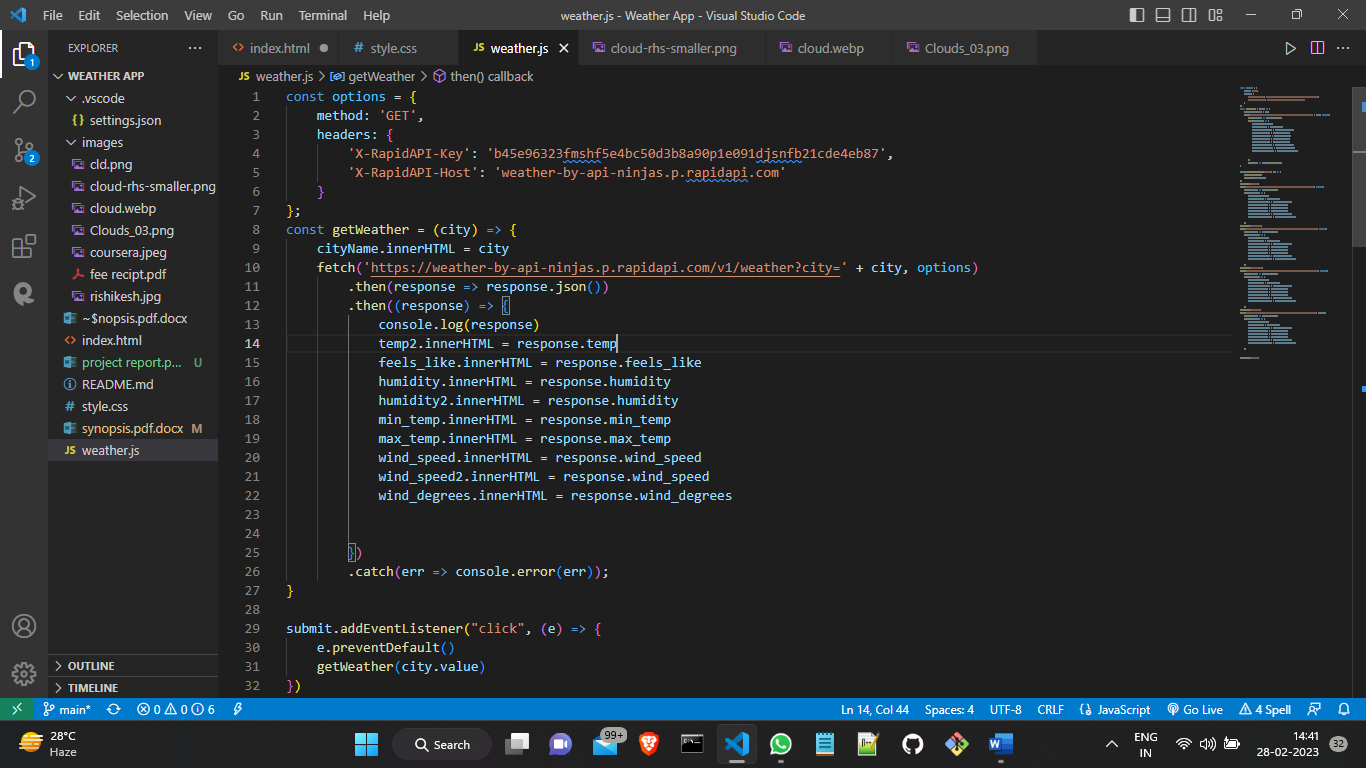 File Edit Selection View Go Run Terminal Help weather.js - Weather App - Visual Studio Code
EXPLORER
index.html style.css weather.js cloud-rhs-smaller.png cloud.webp Clouds_03.png
WEATHER APP
.vscode
settings.json
images
cld.png
cloud-rhs-smaller.png
cloud.webp
Clouds_03.png
coursera.jpeg
fee recipt.pdf
rishikesh.jpg
~$nopsis.pdf.docx
index.html
project report.p... U
README.md
style.css
synopsis.pdf.docx M
weather.js
OUTLINE
TIMELINE
weather.js > getWeather > then() callback
1 const options = {
2 method: 'GET',
3 headers: {
4 'X-RapidAPI-Key': 'b45e96323fmshf5e4bc50d3b8a90p1e091djsnfb21cde4eb87',
5 'X-RapidAPI-Host': 'weather-by-api-ninjas.p.rapidapi.com'
6 }
7 };
8 const getWeather = (city) => {
9 cityName.innerHTML = city
10 fetch('https://weather-by-api-ninjas.p.rapidapi.com/v1/weather?city=' + city, options)
11 .then(response => response.json())
12 .then((response) => {
13 console.log(response)
14 temp2.innerHTML = response.temp
15 feels_like.innerHTML = response.feels_like
16 humidity.innerHTML = response.humidity
17 humidity2.innerHTML = response.humidity
18 min_temp.innerHTML = response.min_temp
19 max_temp.innerHTML = response.max_temp
20 wind_speed.innerHTML = response.wind_speed
21 wind_speed2.innerHTML = response.wind_speed
22 wind_degrees.innerHTML = response.wind_degrees
23
24
25 })
26 .catch(err => console.error(err));
27 }
28
29 submit.addEventListener("click", (e) => {
30 e.preventDefault()
31 getWeather(city.value)
32 })
main* 0 0 6 Ln 14, Col 44 Spaces: 4 UTF-8 CRLF JavaScript Go Live 4 Spell
28°C
Haze
Search
99+
ENG
IN
14:41
28-02-2023
32